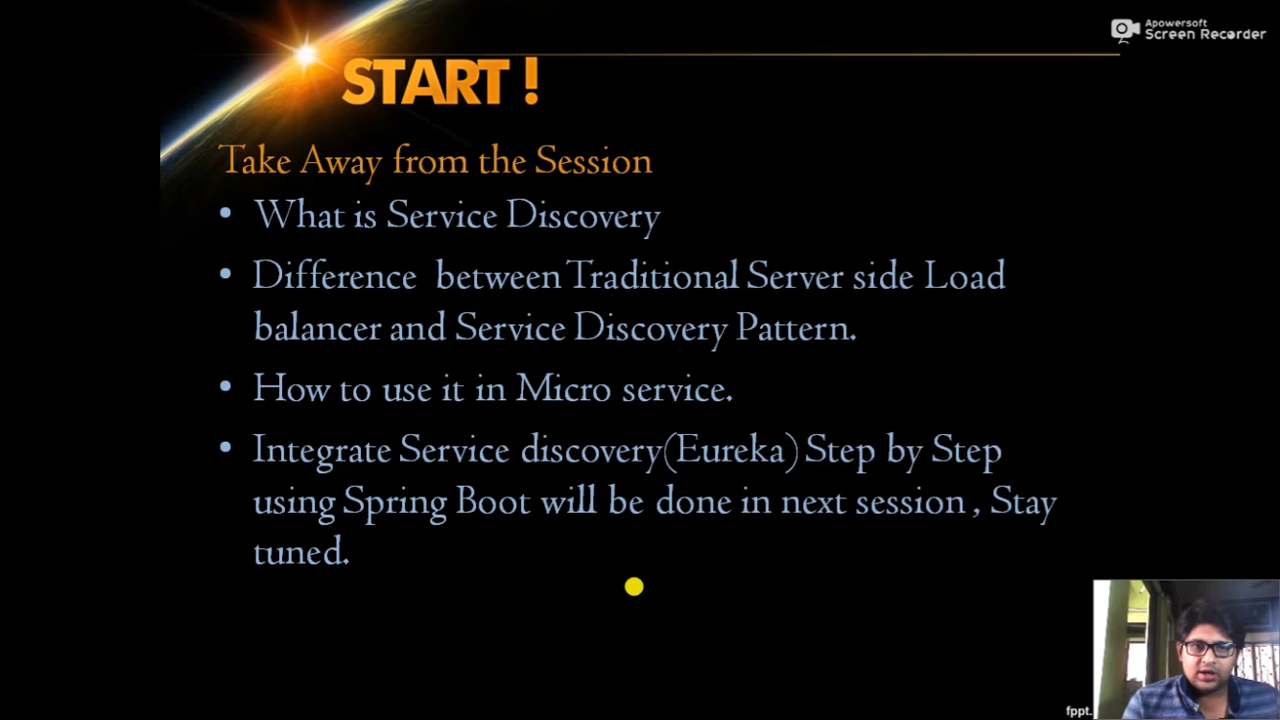 Apowersoft
Screen Recorder
START !
Take Away from the Session
• What is Service Discovery
• Difference between Traditional Server side Load
balancer and Service Discovery Pattern.
• How to use it in Micro service.
• Integrate Service discovery(Eureka) Step by Step
using Spring Boot will be done in next session , Stay
tuned.
fppt.